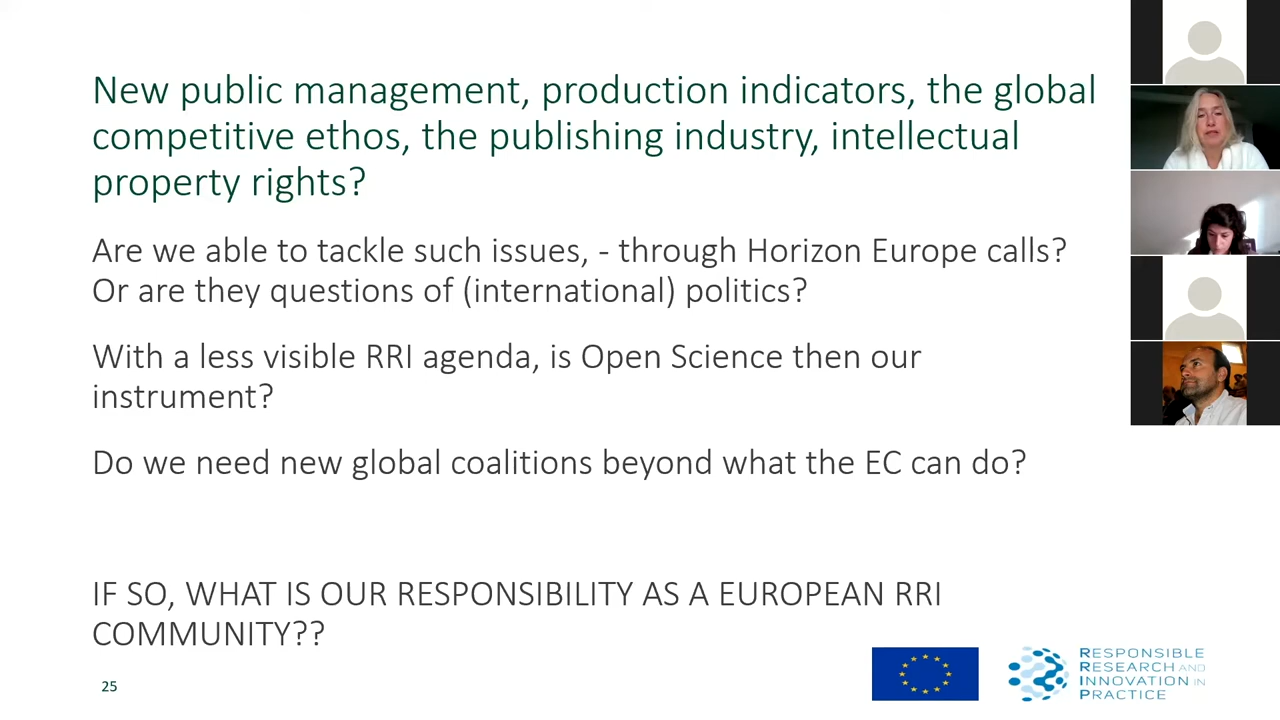 New public management, production indicators, the global
competitive ethos, the publishing industry, intellectual
property rights?
Are we able to tackle such issues, - through Horizon Europe calls?
Or are they questions of (international) politics?
With a less visible RRI agenda, is Open Science then our
instrument?
Do we need new global coalitions beyond what the EC can do?
IF SO, WHAT IS OUR RESPONSIBILITY AS A EUROPEAN RRI
COMMUNITY??
25
RESPONSIBLE
RESEARCH AND
INNOVATION IN
PRACTICE